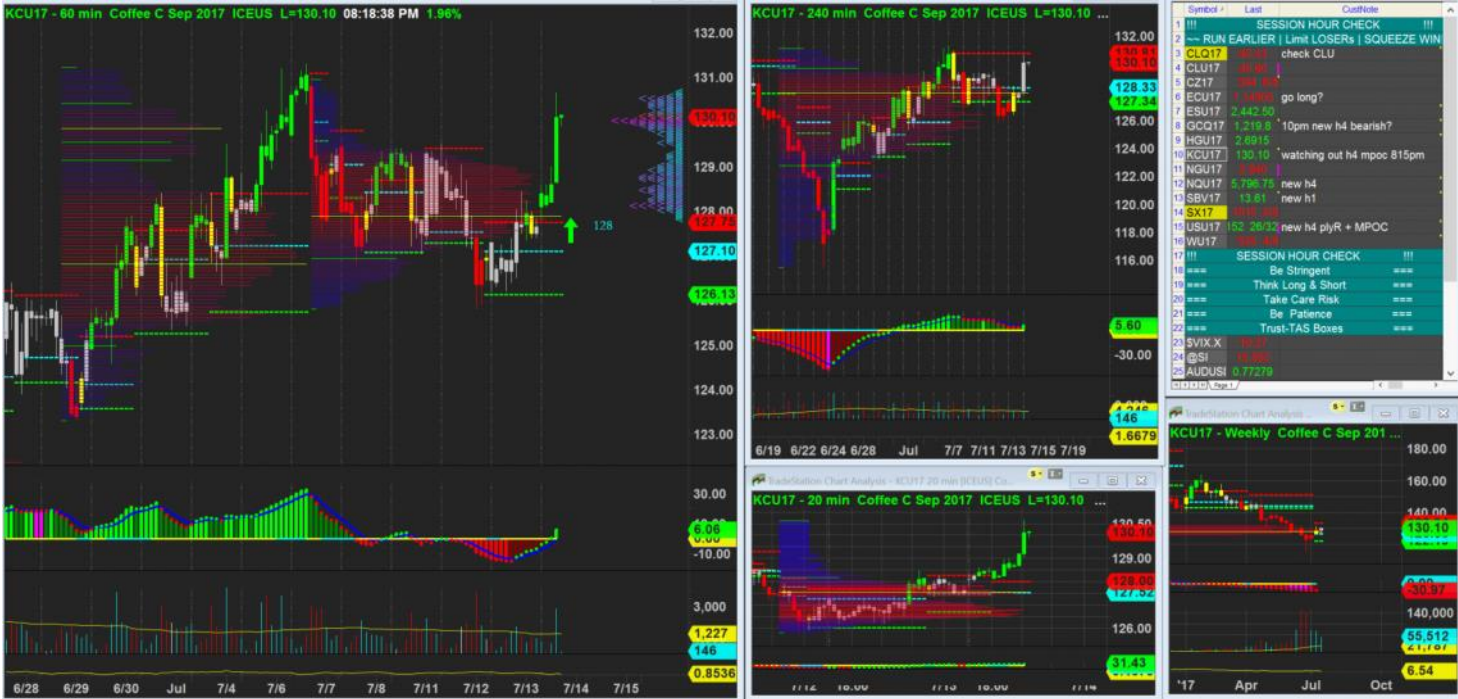 KCU17 - 60 min Coffee C Sep 2017 ICEUS L=130.10 08:18:38 PM 1.96%
132.00
131.00
130.10
129.00
128.00
127.75
127.10
126.13
125.00
124.00
123.00
128
30.00
6.06
0.00
-10.00
3,000
1,227
146
0.8536
6/28 6/29 6/30 Jul 7/4 7/6 7/7 7/8 7/11 7/12 7/13 7/14 7/15
KCU17 - 240 min Coffee C Sep 2017 ICEUS L=130.10 ...
132.00
130.81
130.10
128.33
127.34
126.00
124.00
122.00
120.00
118.00
116.00
5.60
-30.00
146
1.6679
6/19 6/22 6/24 6/28 Jul 7/7 7/11 7/13 7/15 7/19
TradeStation Chart Analysis - KCU17 20 min [ICEUS] Co...
KCU17 - 20 min Coffee C Sep 2017 ICEUS L=130.10 ...
130.50
130.10
129.00
128.00
127.52
126.00
31.43
7/12 18:00 7/13 18:00 7/14
Symbol Last CustNote
1 !!! SESSION HOUR CHECK !!!
2 ~~ RUN EARLIER | Limit LOSERs | SQUEEZE WIN
3 CLQ17 check CLU
4 CLU17
5 CZ17
6 ECU17 go long?
7 ESU17 2,442.50
8 GCQ17 1,219.8 10pm new h4 bearish?
9 HGU17 2.6915
10 KCU17 130.10 watching out h4 mpoc 815pm
11 NGU17
12 NQU17 5,796.75 new h4
13 SBV17 13.61 new h1
14 SX17
15 USU17 152 26/32 new h4 plyR + MPOC
16 WU17
17 !!! SESSION HOUR CHECK !!!
18 === Be Stringent ===
19 === Think Long & Short ===
20 === Take Care Risk ===
21 === Be Patience ===
22 === Trust-TAS Boxes ===
23 $VIX.X
24 @SI
25 AUDUSI 0.77279
Page 1
TradeStation Chart Analysis ...
KCU17 - Weekly Coffee C Sep 201 ...
180.00
160.00
140.00
130.10
0.00
-30.97
140,000
55,512
21,787
6.54
'17 Apr Jul Oct